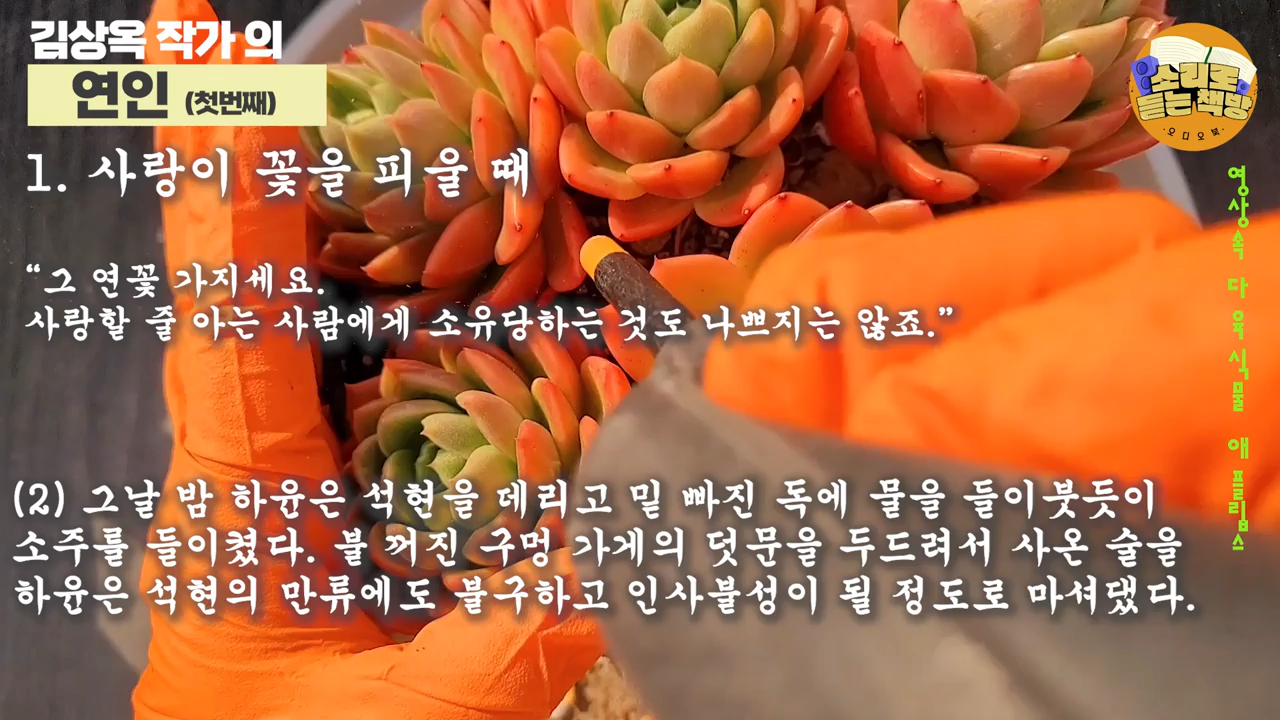 김상옥 작가의
연인 (첫번째)
소리로
듣는 책방
·오디오북·
1. 사랑이 꽃을 피울 때
“그 연꽃 가지세요.
사랑할 줄 아는 사람에게 소유당하는 것도 나쁘지는 않죠.”
(2) 그날 밤 하윤은 석현을 데리고 밑 빠진 독에 물을 들이붓듯이
소주를 들이켰다. 불 꺼진 구멍 가게의 덧문을 두드려서 사온 술을
하윤은 석현의 만류에도 불구하고 인사불성이 될 정도로 마셔댔다.
영상속 다육식물 애플림스